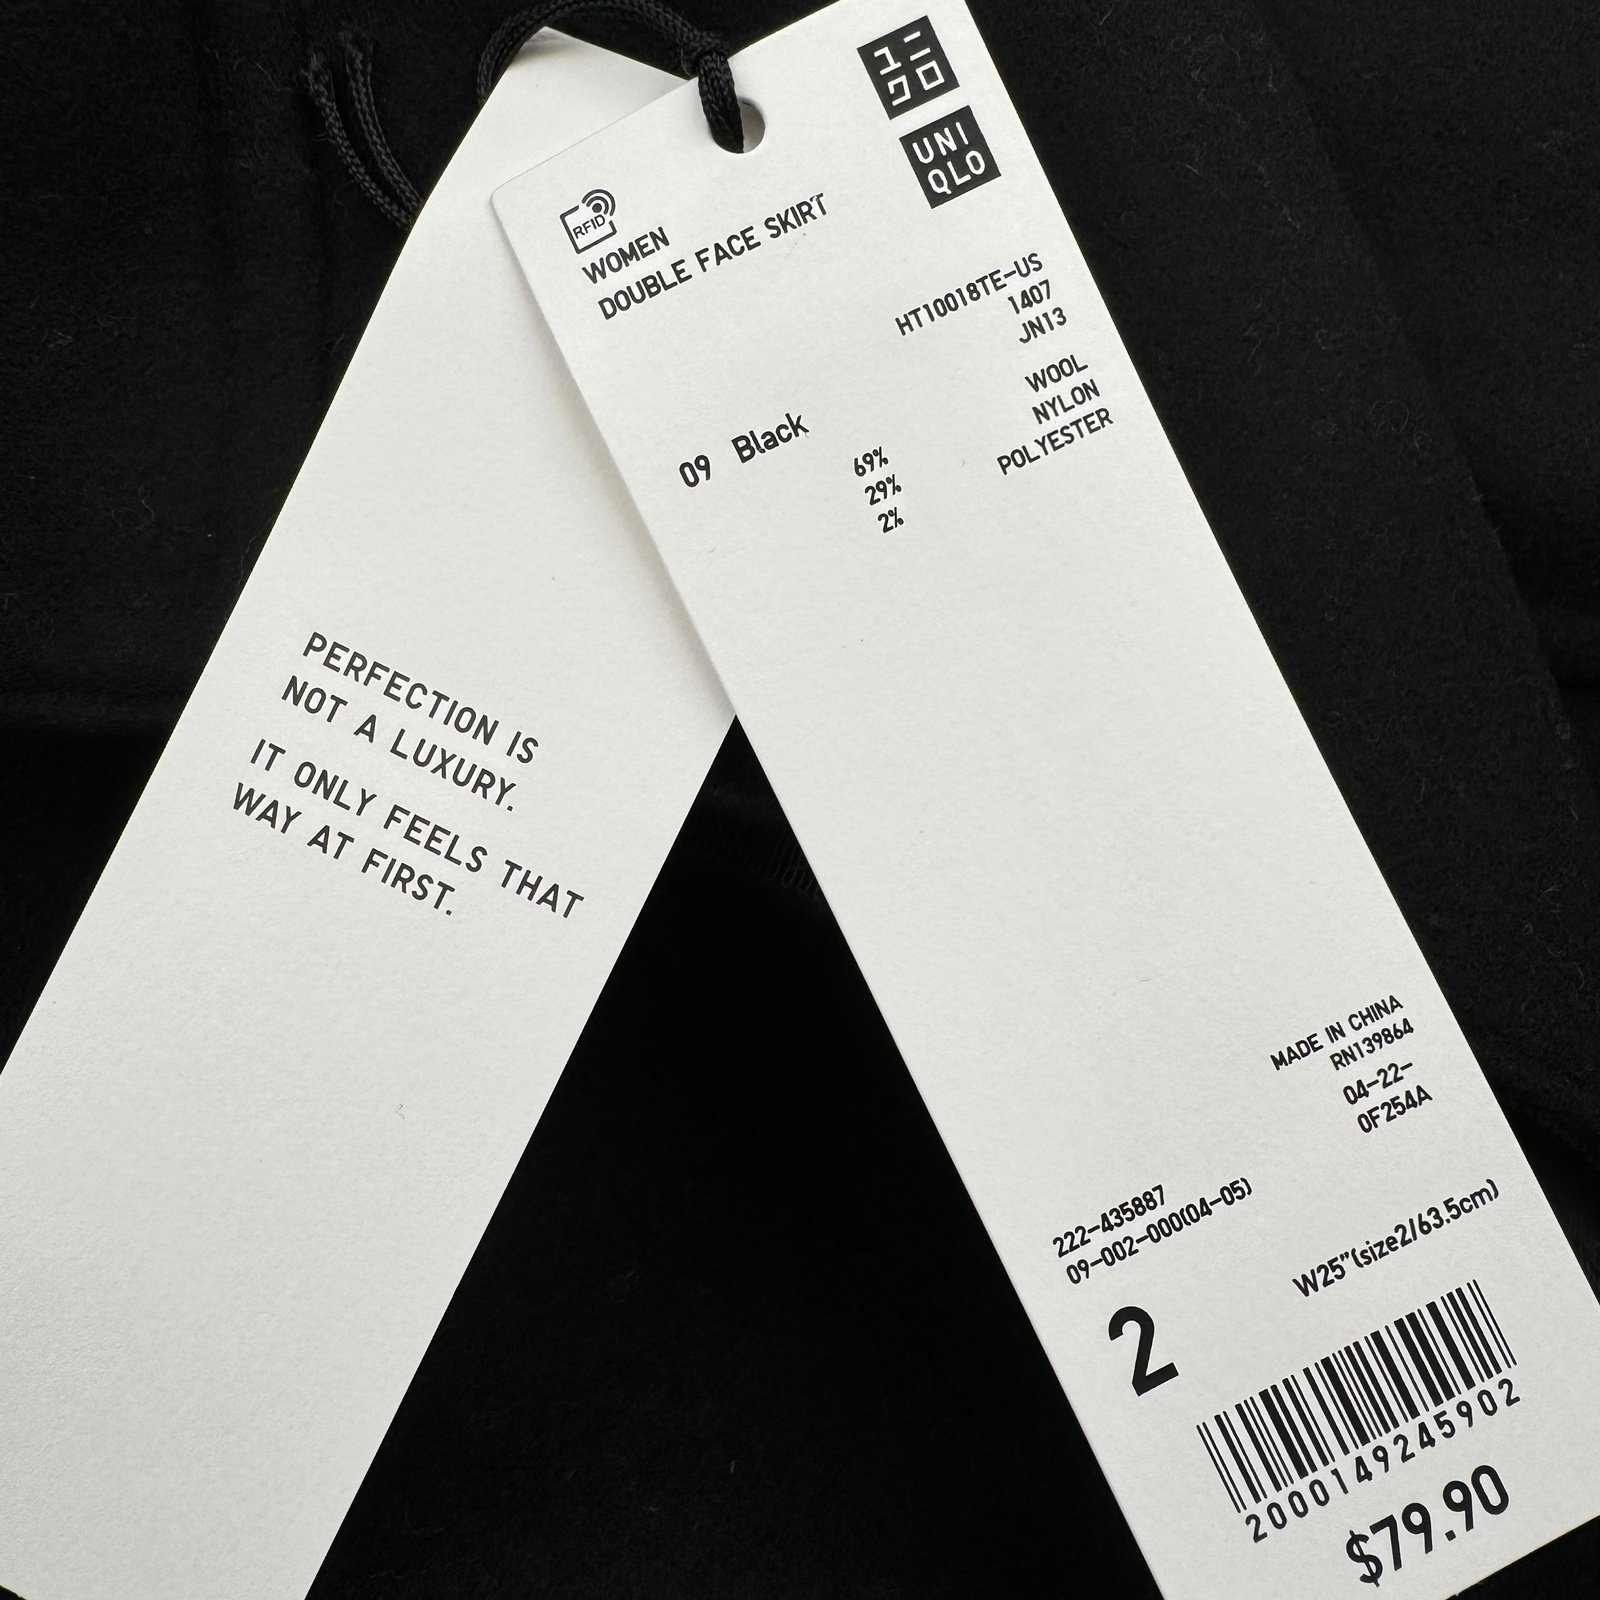 PERFECTION IS
NOT A LUXURY.
IT ONLY FEELS THAT
WAY AT FIRST.
ユニ
クロ
UNI
QLO
RFID
WOMEN
DOUBLE FACE SKIRT
HT10018TE-US
1407
JN13
09 Black
69% WOOL
29% NYLON
2% POLYESTER
MADE IN CHINA
RN139864
04-22-
0F254A
222-435887
09-002-000(04-05)
2
W25"(size2/63.5cm)
2000149245902
$79.90